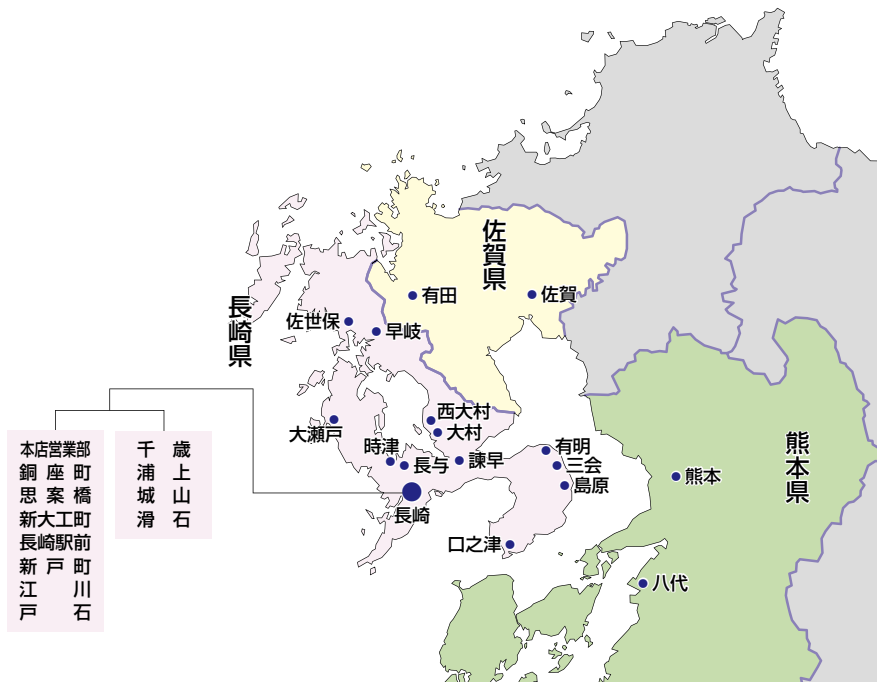 佐賀県
有田
佐賀
長崎県
佐世保
早岐
西大村
大村
大瀬戸
時津
長与
諫早
有明
三会
島原
長崎
口之津
熊本県
熊本
八代
本店営業部
銅座町
思案橋
新大工町
長崎駅前
新戸町
江川
戸石
千歳
浦上
城山
滑石